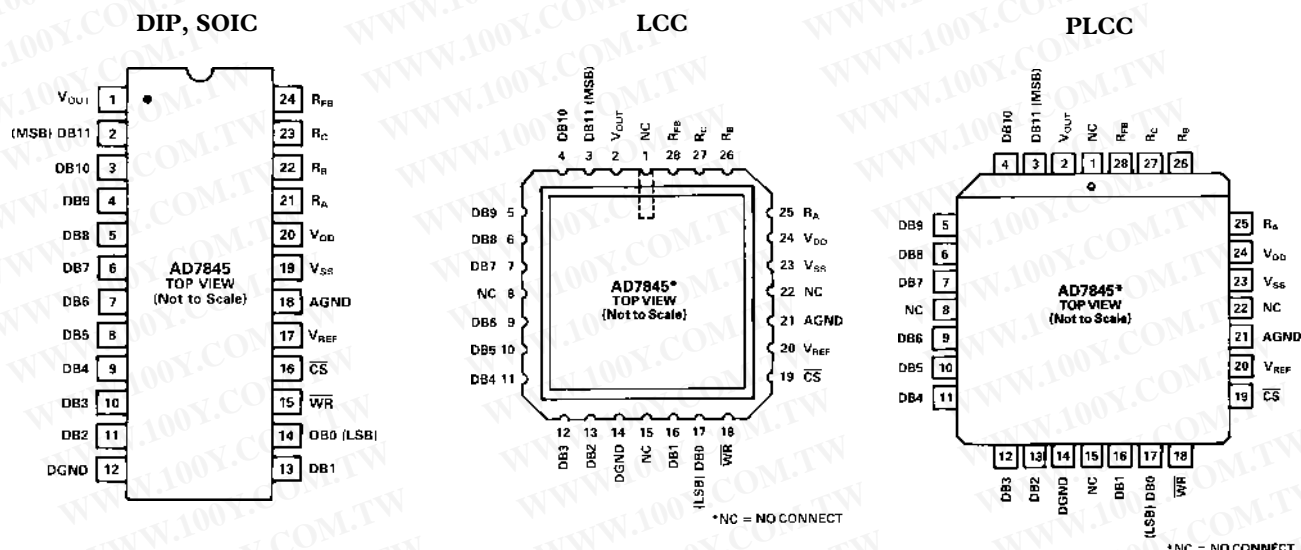 DIP, SOIC
VOUT 1
(MSB) DB11 2
DB10 3
DB9 4
DB8 5
DB7 6
DB6 7
DB5 8
DB4 9
DB3 10
DB2 11
DGND 12
24 RFB
23 RC
22 RB
21 RA
20 VDD
19 VSS
18 AGND
17 VREF
16 CS
15 WR
14 DB0 (LSB)
13 DB1
AD7845
TOP VIEW
(Not to Scale)
LCC
DB10 DB11 (MSB) VOUT NC RFB RC RB
4 3 2 1 28 27 26
DB9 5
DB8 6
DB7 7
NC 8
DB6 9
DB5 10
DB4 11
25 RA
24 VDD
23 VSS
22 NC
21 AGND
20 VREF
19 CS
AD7845*
TOP VIEW
(Not to Scale)
12 13 14 15 16 17 18
DB3 DB2 DGND NC DB1 (LSB) DB0 WR
*NC = NO CONNECT
PLCC
DB10 DB11 (MSB) VOUT NC RFB RC RB
4 3 2 1 28 27 26
DB9 5
DB8 6
DB7 7
NC 8
DB6 9
DB5 10
DB4 11
25 RA
24 VDD
23 VSS
22 NC
21 AGND
20 VREF
19 CS
AD7845*
TOP VIEW
(Not to Scale)
12 13 14 15 16 17 18
DB3 DB2 DGND NC DB1 (LSB) DB0 WR
*NC = NO CONNECT
WWW.100Y.COM.TW